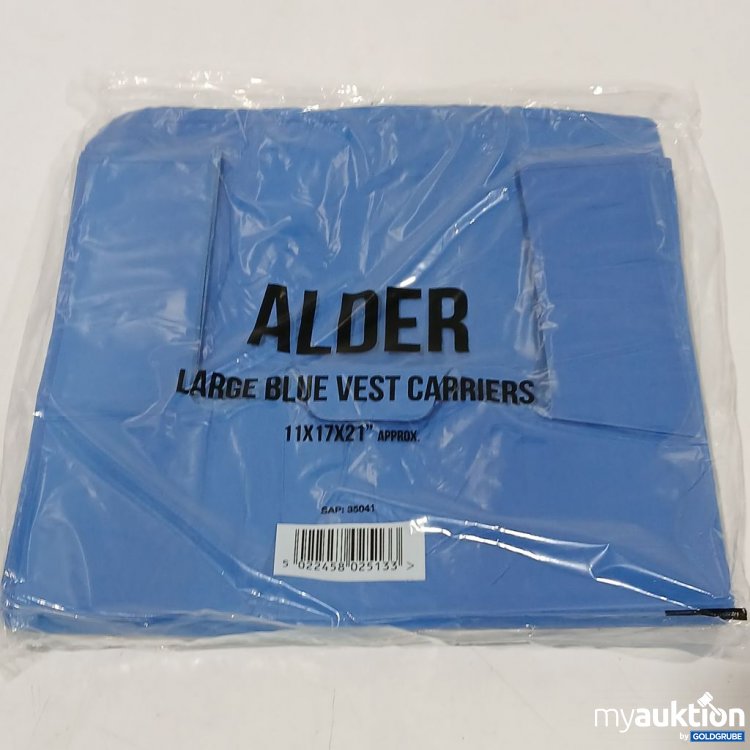 ALDER
LARGE BLUE VEST CARRIERS
11X17X21" APPROX.
SAP: 35041
5 022458 025133 >
myauktion
by GOLDGRUBE